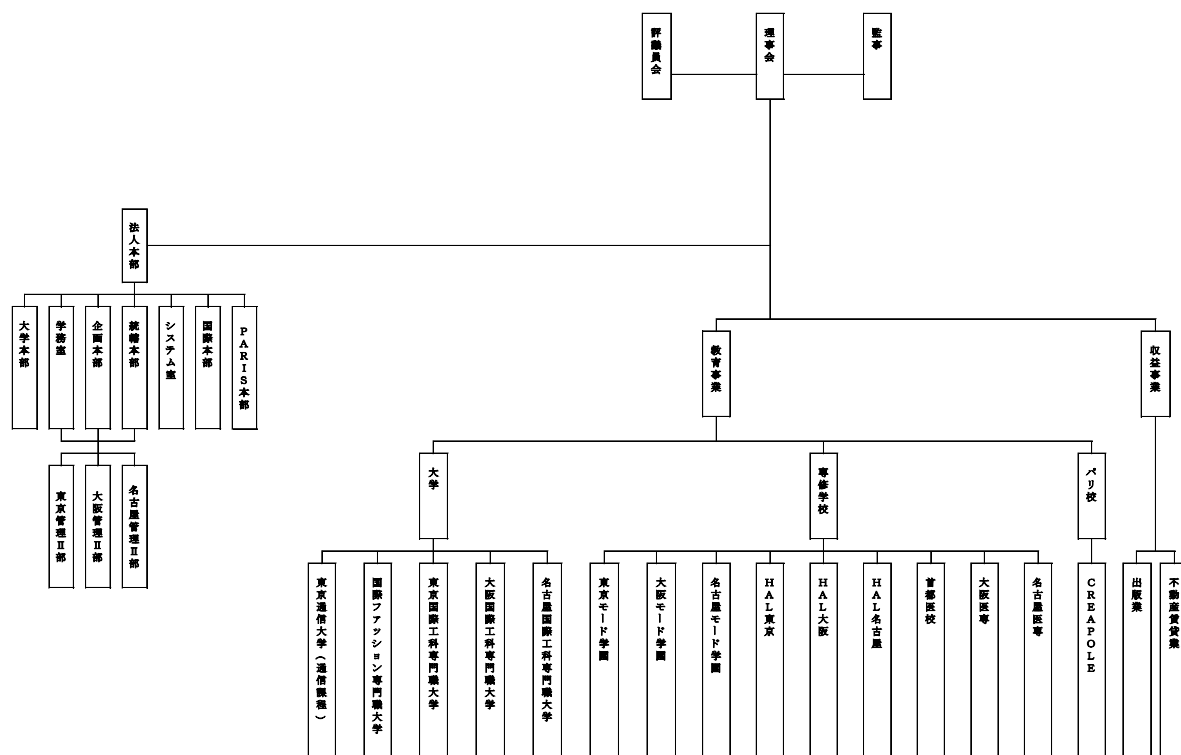 評議員会
理事会
監事
法人本部
大学本部
学務室
企画本部
統轄本部
システム室
国際本部
PARIS本部
東京管理Ⅱ部
大阪管理Ⅱ部
名古屋管理Ⅱ部
教育事業
収益事業
大学
専修学校
パリ校
東京通信大学(通信課程)
国際ファッション専門職大学
東京国際工科専門職大学
大阪国際工科専門職大学
名古屋国際工科専門職大学
東京モード学園
大阪モード学園
名古屋モード学園
HAL東京
HAL大阪
HAL名古屋
首都医校
大阪医専
名古屋医専
CREAPOLE
出版業
不動産賃貸業